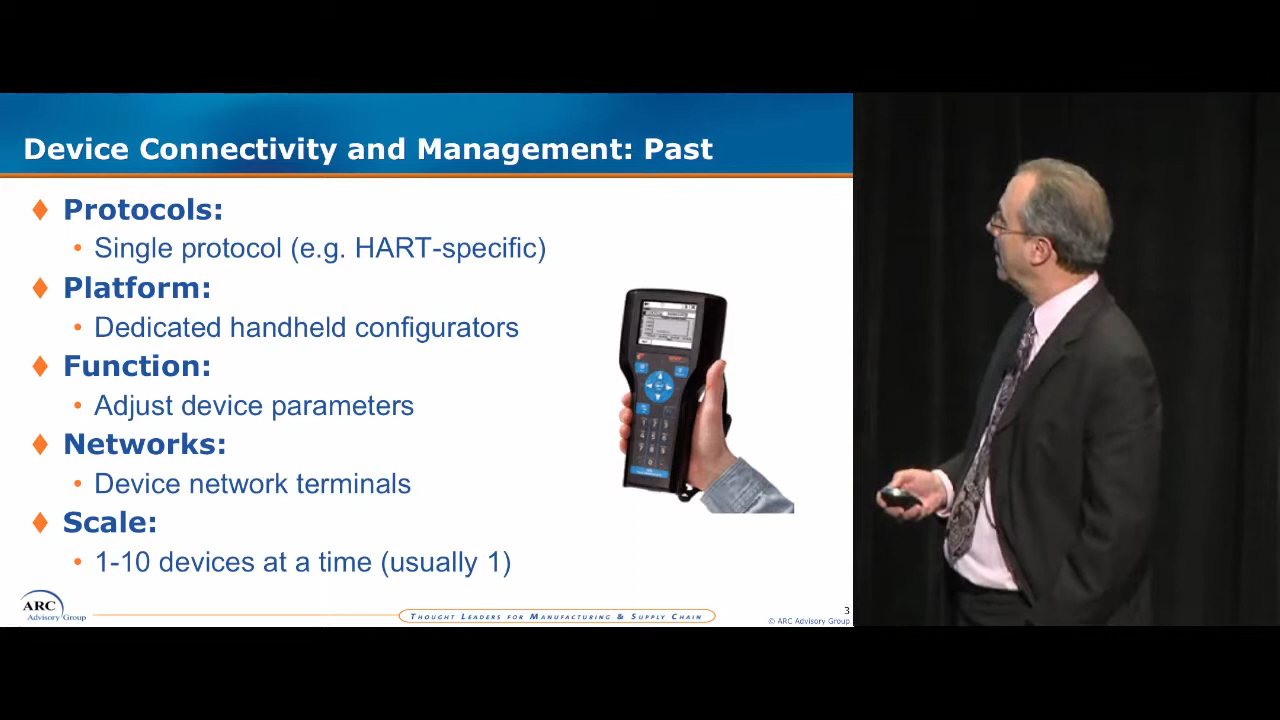 Device Connectivity and Management: Past
Protocols:
Single protocol (e.g. HART-specific)
Platform:
Dedicated handheld configurators
Function:
Adjust device parameters
Networks:
Device network terminals
Scale:
1-10 devices at a time (usually 1)
ARC
Advisory Group
Thought Leaders for Manufacturing & Supply Chain
3
© ARC Advisory Group